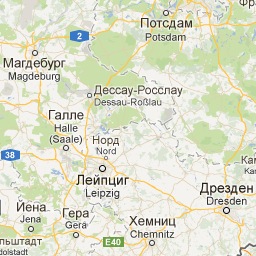 Потсдам
Potsdam
2
Магдебург
Magdeburg
Дессау-Росслау
Dessau-Roßlau
Галле
Halle
(Saale)
Норд
Nord
38
Лейпциг
Leipzig
Дрезден
Dresden
Йена
Jena
Гера
Gera
Хемниц
Chemnitz
E40